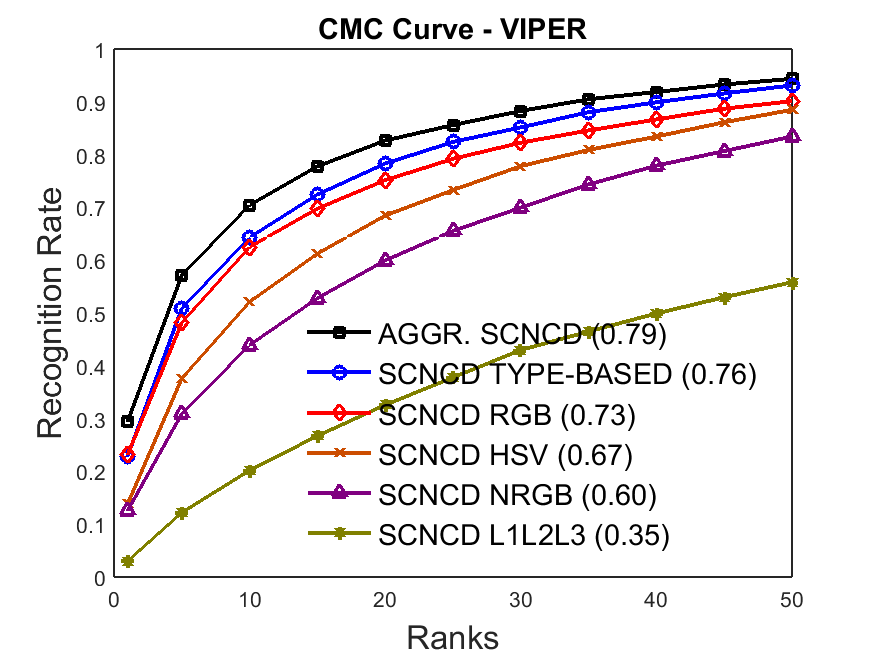 CMC Curve - VIPER
1
0.9
0.8
0.7
0.6
0.5
0.4
0.3
0.2
0.1
0
Recognition Rate
AGGR. SCNCD (0.79)
SCNCD TYPE-BASED (0.76)
SCNCD RGB (0.73)
SCNCD HSV (0.67)
SCNCD NRGB (0.60)
SCNCD L1L2L3 (0.35)
0 10 20 30 40 50
Ranks